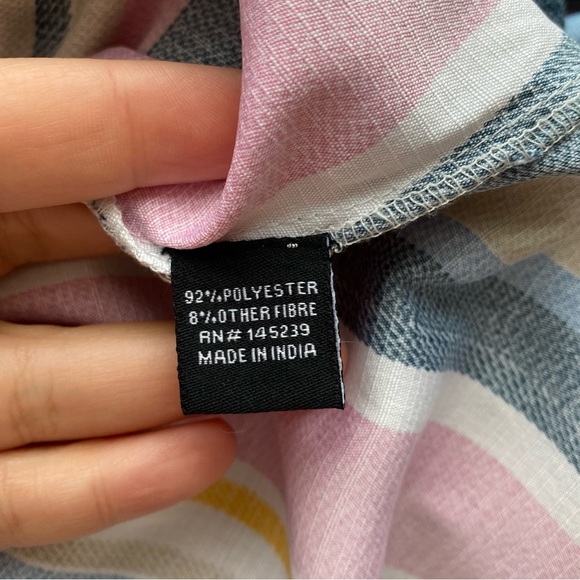 92% POLYESTER
8% OTHER FIBRE
RN# 145239
MADE IN INDIA